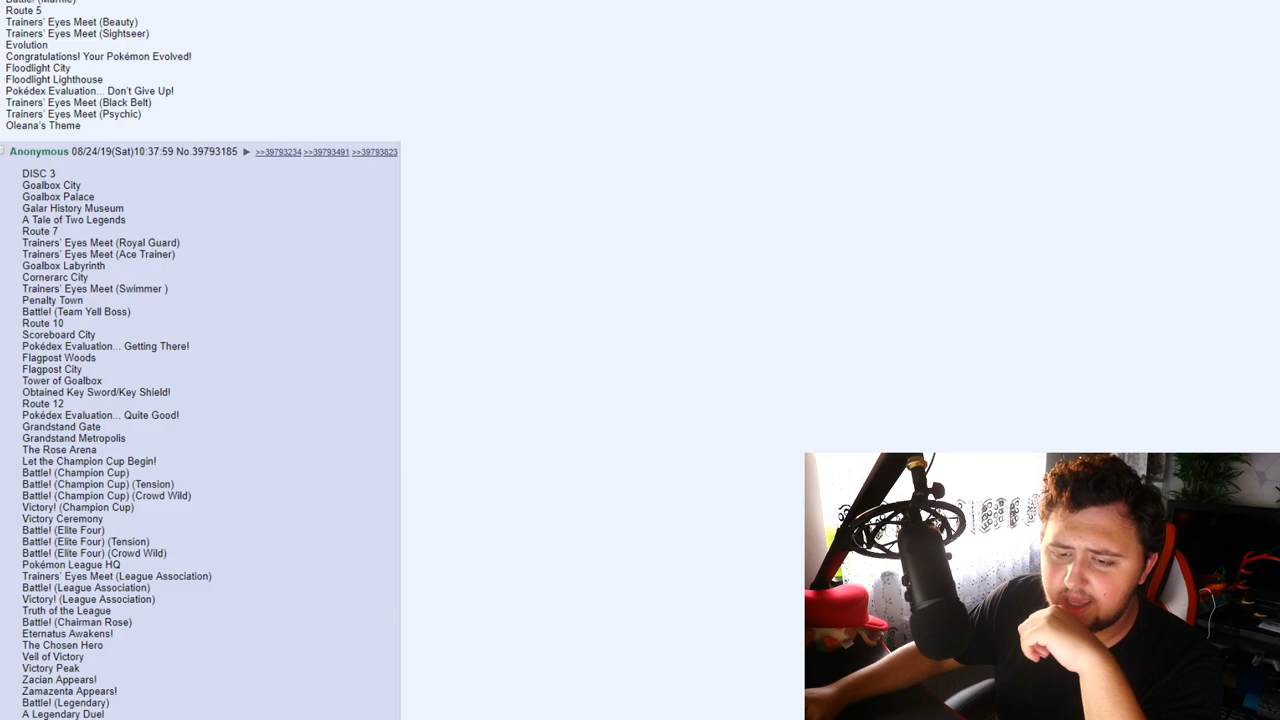 Battle! (Marnie)
Route 5
Trainers' Eyes Meet (Beauty)
Trainers' Eyes Meet (Sightseer)
Evolution
Congratulations! Your Pokémon Evolved!
Floodlight City
Floodlight Lighthouse
Pokédex Evaluation... Don't Give Up!
Trainers' Eyes Meet (Black Belt)
Trainers' Eyes Meet (Psychic)
Oleana's Theme
Anonymous 08/24/19(Sat)10:37:59 No.39793185 ▶ >>39793234 >>39793491 >>39793823
DISC 3
Goalbox City
Goalbox Palace
Galar History Museum
A Tale of Two Legends
Route 7
Trainers' Eyes Meet (Royal Guard)
Trainers' Eyes Meet (Ace Trainer)
Goalbox Labyrinth
Cornerarc City
Trainers' Eyes Meet (Swimmer )
Penalty Town
Battle! (Team Yell Boss)
Route 10
Scoreboard City
Pokédex Evaluation... Getting There!
Flagpost Woods
Flagpost City
Tower of Goalbox
Obtained Key Sword/Key Shield!
Route 12
Pokédex Evaluation... Quite Good!
Grandstand Gate
Grandstand Metropolis
The Rose Arena
Let the Champion Cup Begin!
Battle! (Champion Cup)
Battle! (Champion Cup) (Tension)
Battle! (Champion Cup) (Crowd Wild)
Victory! (Champion Cup)
Victory Ceremony
Battle! (Elite Four)
Battle! (Elite Four) (Tension)
Battle! (Elite Four) (Crowd Wild)
Pokémon League HQ
Trainers' Eyes Meet (League Association)
Battle! (League Association)
Victory! (League Association)
Truth of the League
Battle! (Chairman Rose)
Eternatus Awakens!
The Chosen Hero
Veil of Victory
Victory Peak
Zacian Appears!
Zamazenta Appears!
Battle! (Legendary)
A Legendary Duel